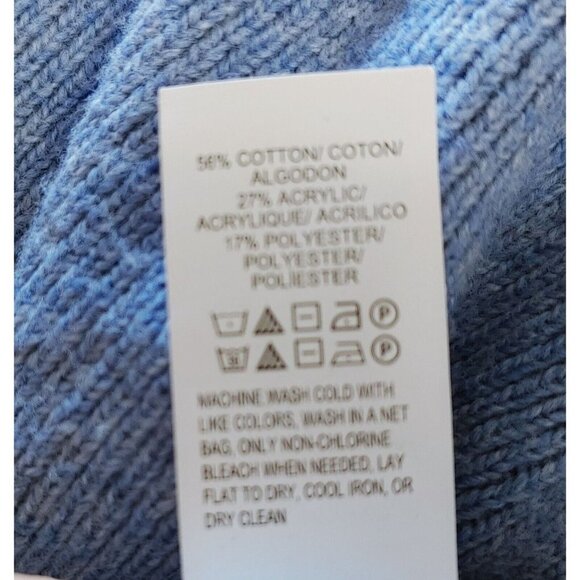 56% COTTON/ COTON/
ALGODON
27% ACRYLIC/
ACRYLIQUE/ ACRILICO
17% POLYESTER/
POLYESTER/
POLIESTER
P
30 P
MACHINE WASH COLD WITH
LIKE COLORS, WASH IN A NET
BAG, ONLY NON-CHLORINE
BLEACH WHEN NEEDED, LAY
FLAT TO DRY, COOL IRON, OR
DRY CLEAN